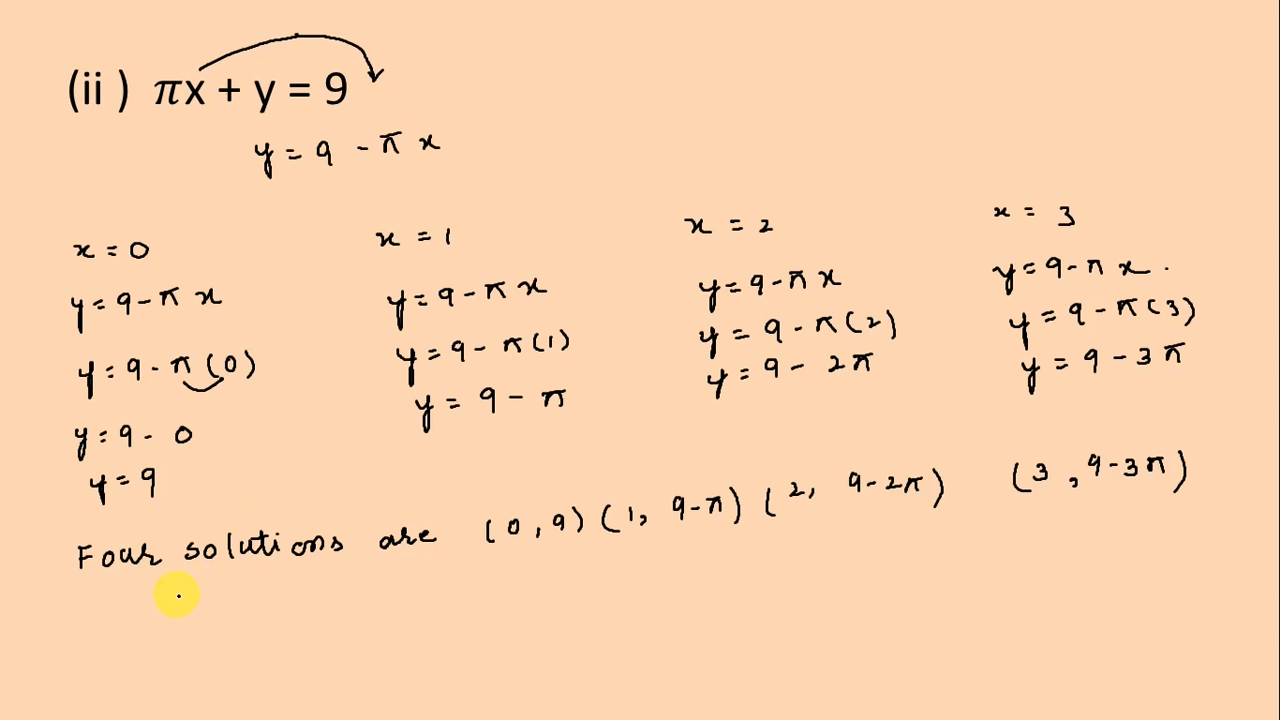 (ii ) πx + y = 9
y = 9 - π x
x = 0
y = 9 - π x
y = 9 - π (0)
y = 9 - 0
y = 9
x = 1
y = 9 - π x
y = 9 - π (1)
y = 9 - π
x = 2
y = 9 - π x
y = 9 - π (2)
y = 9 - 2π
x = 3
y = 9 - π x .
y = 9 - π (3)
y = 9 - 3π
Four solutions are (0, 9) (1, 9-π) (2, 9-2π) (3, 9-3π)